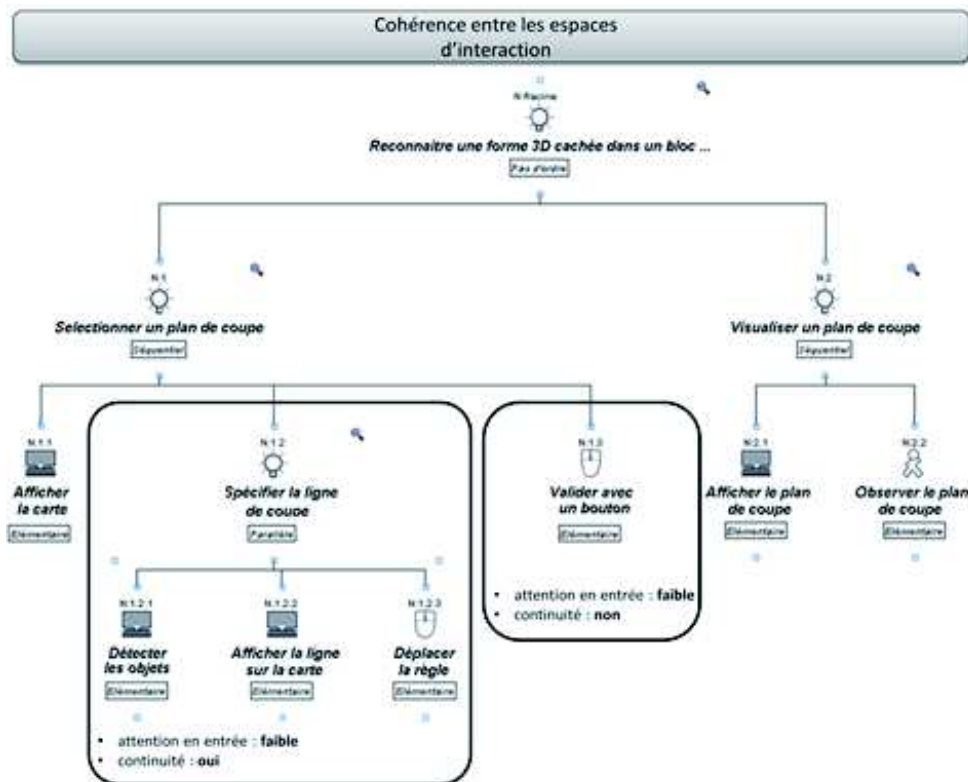 Cohérence entre les espaces
d'interaction
N:Racine
Reconnaitre une forme 3D cachée dans un bloc ...
Pas d'ordre
N:1
Selectionner un plan de coupe
Séquentiel
N:2
Visualiser un plan de coupe
Séquentiel
N:1.1
Afficher
la carte
Elémentaire
N:1.2
Spécifier la ligne
de coupe
Parallèle
N:1.3
Valider avec
un bouton
Elémentaire
N:2.1
Afficher le plan
de coupe
Elémentaire
N:2.2
Observer le plan
de coupe
Elémentaire
• attention en entrée : faible
• continuité : non
N:1.2.1
Détecter
les objets
Elémentaire
N:1.2.2
Afficher la ligne
sur la carte
Elémentaire
N:1.2.3
Déplacer
la règle
Elémentaire
• attention en entrée : faible
• continuité : oui